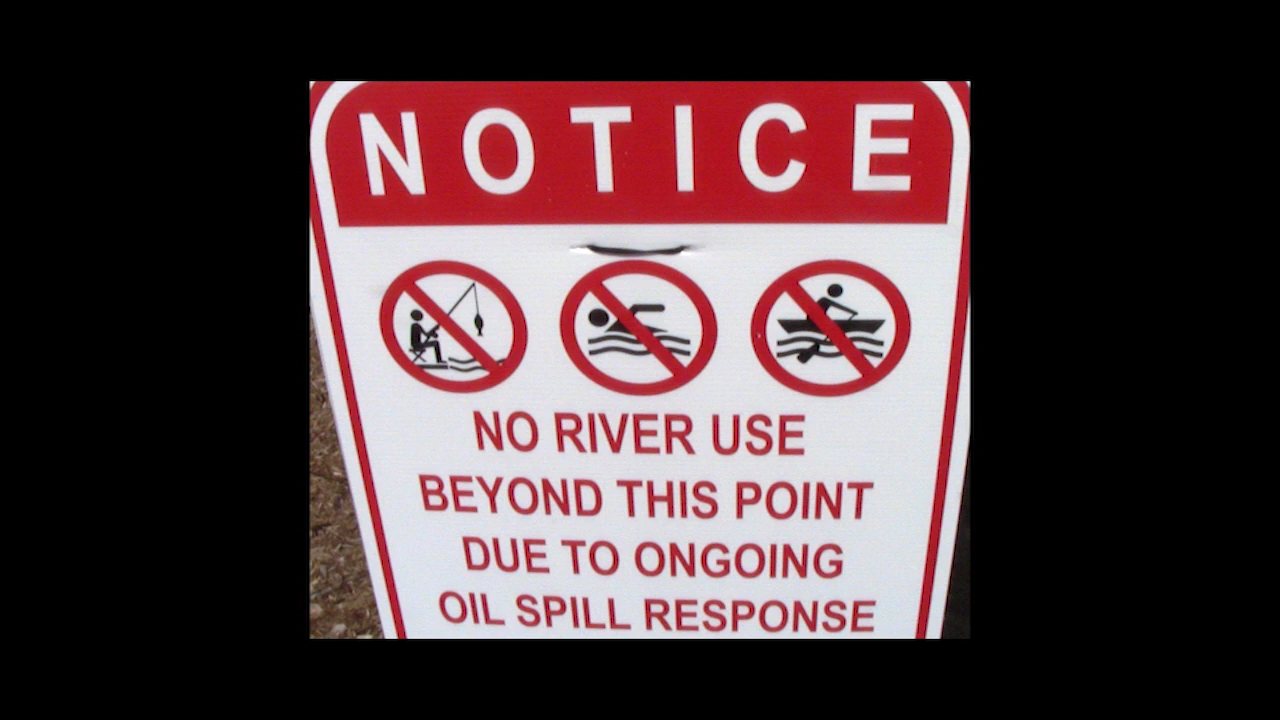 NOTICE
NO RIVER USE
BEYOND THIS POINT
DUE TO ONGOING
OIL SPILL RESPONSE